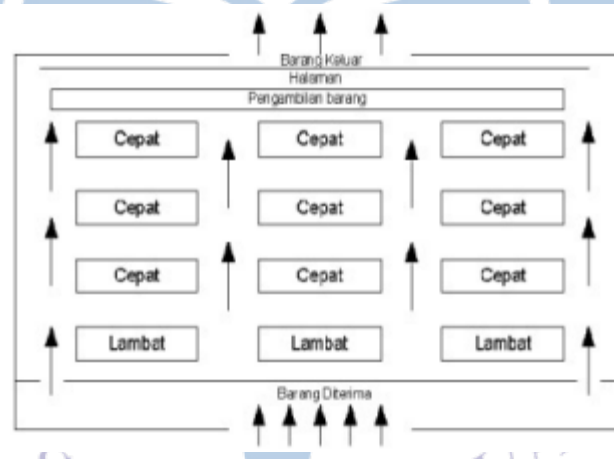 Barang Keluar
Halaman
Pengambilan barang
Cepat Cepat Cepat
Cepat Cepat Cepat
Cepat Cepat Cepat
Lambat Lambat Lambat
Barang Diterima